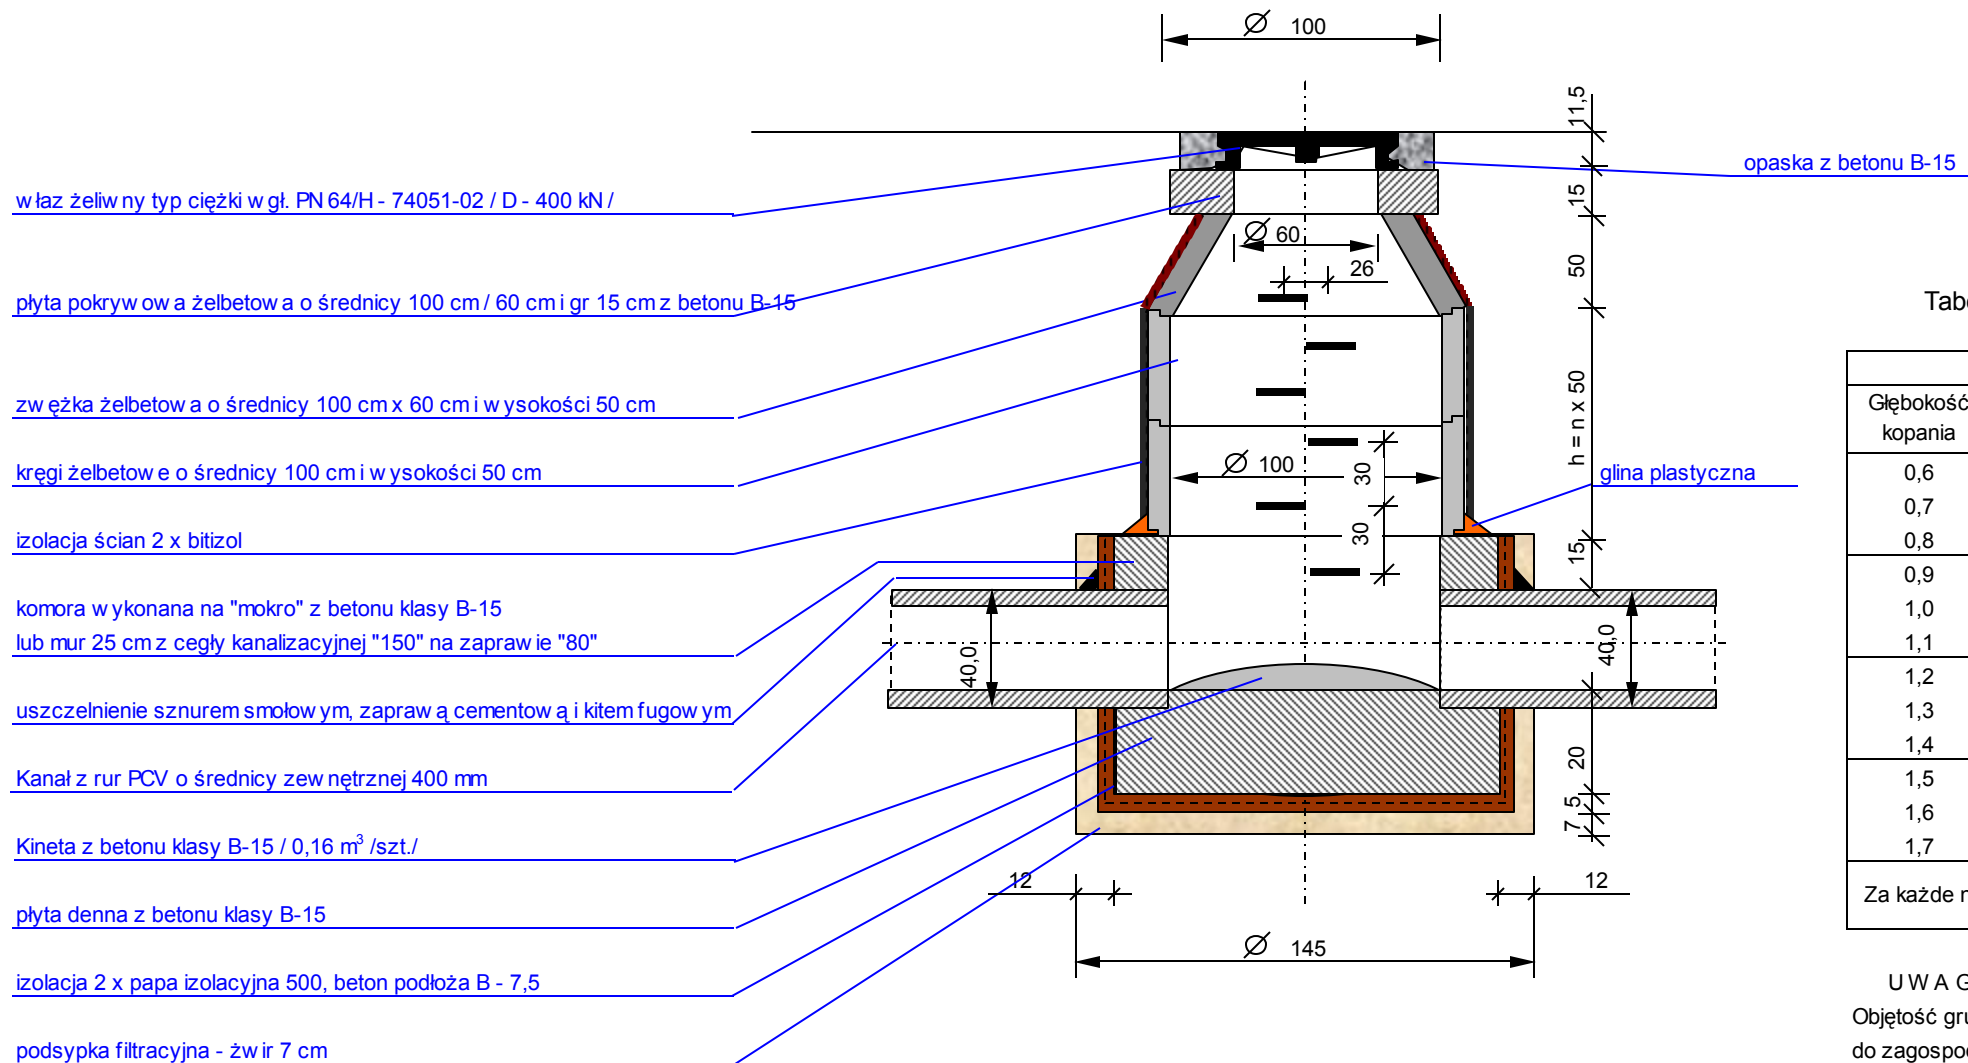 Ø 100
11,5
opaska z betonu B-15
właz żeliwny typ ciężki wgł. PN 64/H - 74051-02 / D - 400 kN /
15
Ø 60
26
50
płyta pokrywowa żelbetowa o średnicy 100 cm / 60 cm i gr 15 cm z betonu B-15
zwężka żelbetowa o średnicy 100 cm x 60 cm i wysokości 50 cm
h = n x 50
kręgi żelbetowe o średnicy 100 cm i wysokości 50 cm
Ø 100
30
glina plastyczna
izolacja ścian 2 x bitizol
30
15
komora wykonana na "mokro" z betonu klasy B-15
lub mur 25 cm z cegły kanalizacyjnej "150" na zaprawie "80"
40,0
40,0
uszczelnienie sznurem smołowym, zaprawą cementową i kitem fugowym
Kanał z rur PCV o średnicy zewnętrznej 400 mm
20
5
7
Kineta z betonu klasy B-15 / 0,16 m³ /szt./
12
12
płyta denna z betonu klasy B-15
Ø 145
izolacja 2 x papa izolacyjna 500, beton podłoża B - 7,5
podsypka filtracyjna - żwir 7 cm
Głębokość
kopania
0,6
0,7
0,8
0,9
1,0
1,1
1,2
1,3
1,4
1,5
1,6
1,7
Za każde
Objętość
do